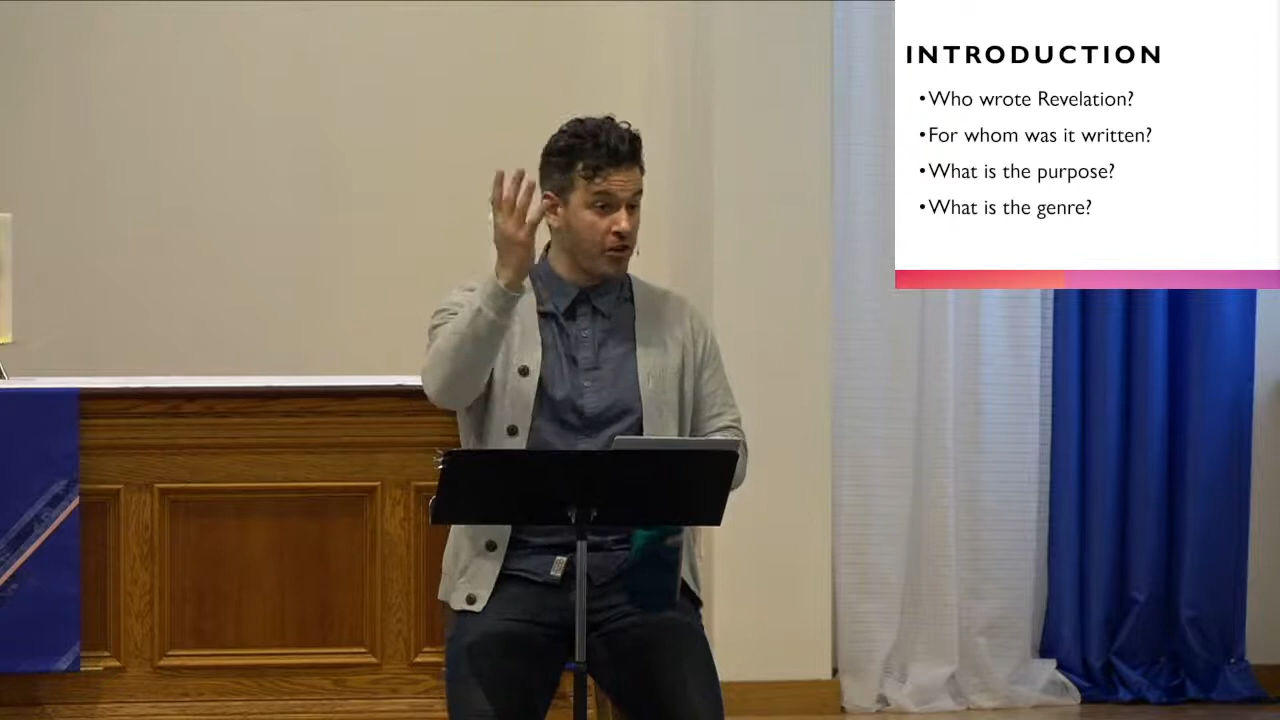 INTRODUCTION
•Who wrote Revelation?
•For whom was it written?
•What is the purpose?
•What is the genre?